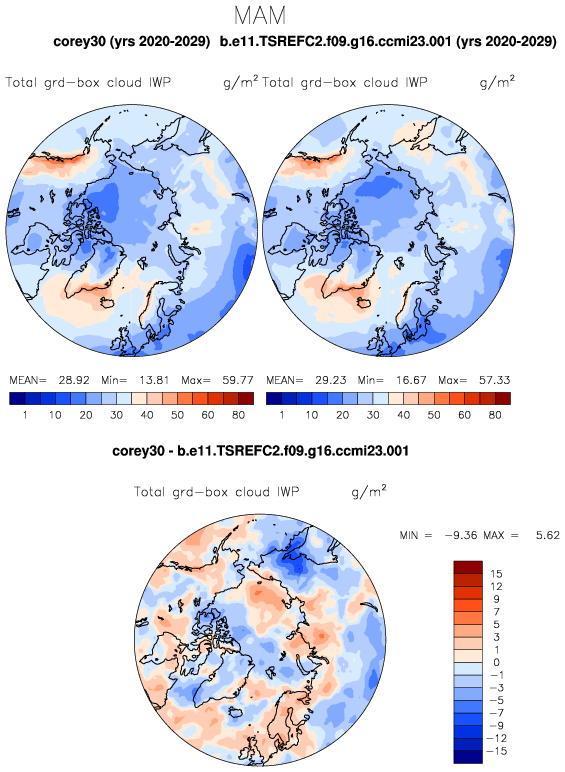 MAM
corey30 (yrs 2020-2029) b.e11.TSREFC2.f09.g16.ccmi23.001 (yrs 2020-2029)
Total grd-box cloud IWP g/m² Total grd-box cloud IWP g/m²
MEAN= 28.92 Min= 13.81 Max= 59.77 MEAN= 29.23 Min= 16.67 Max= 57.33
1 10 20 30 40 50 60 80 1 10 20 30 40 50 60 80
corey30 - b.e11.TSREFC2.f09.g16.ccmi23.001
Total grd-box cloud IWP g/m²
MIN = -9.36 MAX = 5.62
15
12
9
7
5
3
1
0
-1
-3
-5
-7
-9
-12
-15